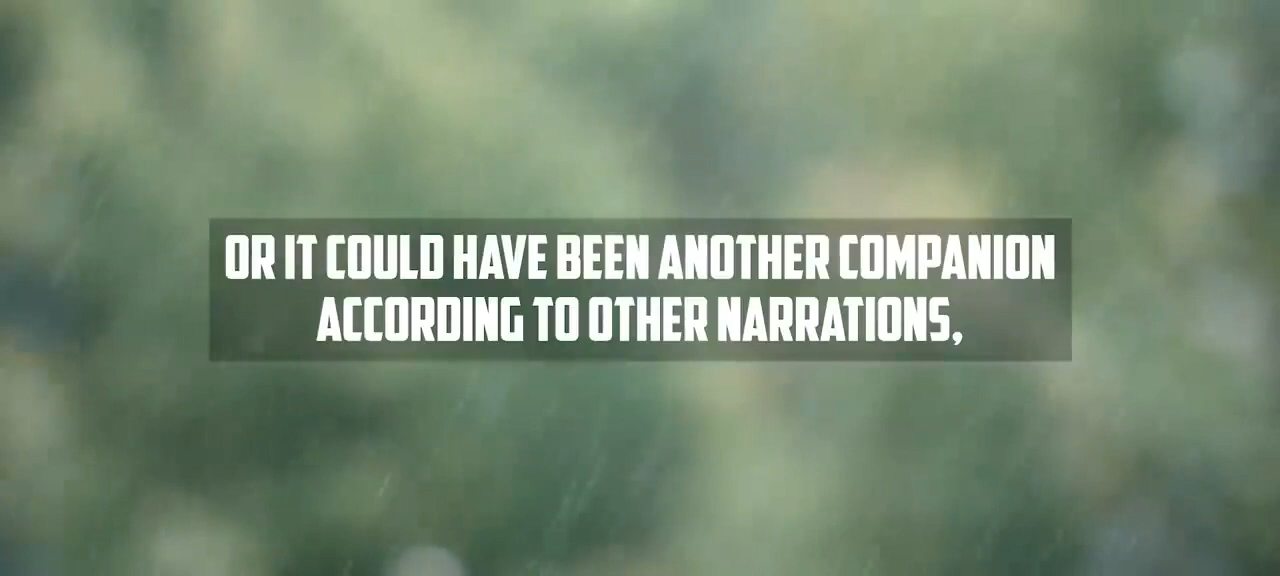 OR IT COULD HAVE BEEN ANOTHER COMPANION
ACCORDING TO OTHER NARRATIONS,